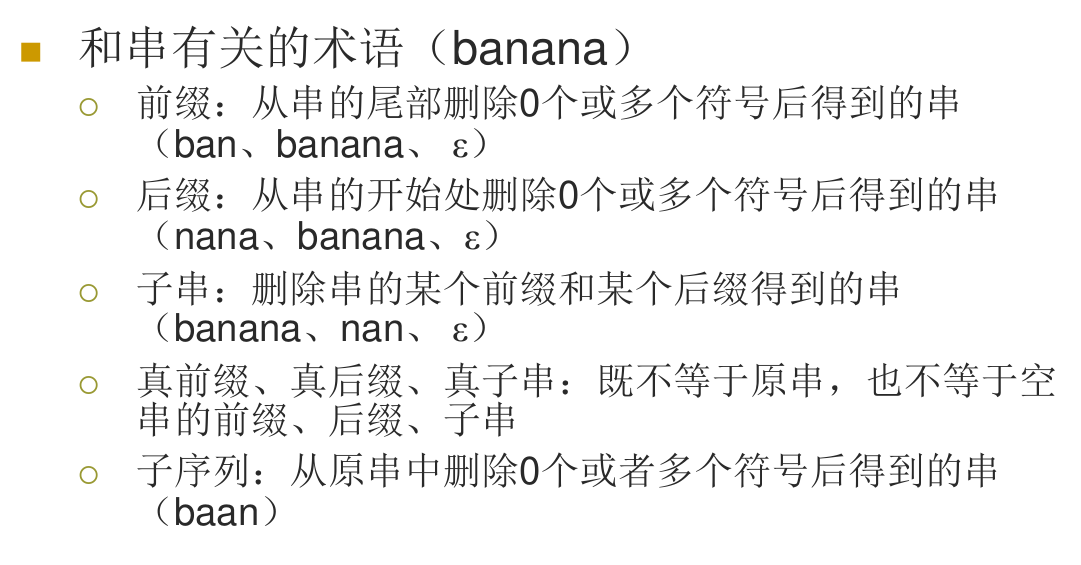 和串有关的术语（banana）
前缀：从串的尾部删除0个或多个符号后得到的串
（ban、banana、 ε）
后缀：从串的开始处删除0个或多个符号后得到的串
（nana、banana、ε）
子串：删除串的某个前缀和某个后缀得到的串
（banana、nan、 ε）
真前缀、真后缀、真子串：既不等于原串，也不等于空
串的前缀、后缀、子串
子序列：从原串中删除0个或者多个符号后得到的串
（baan）